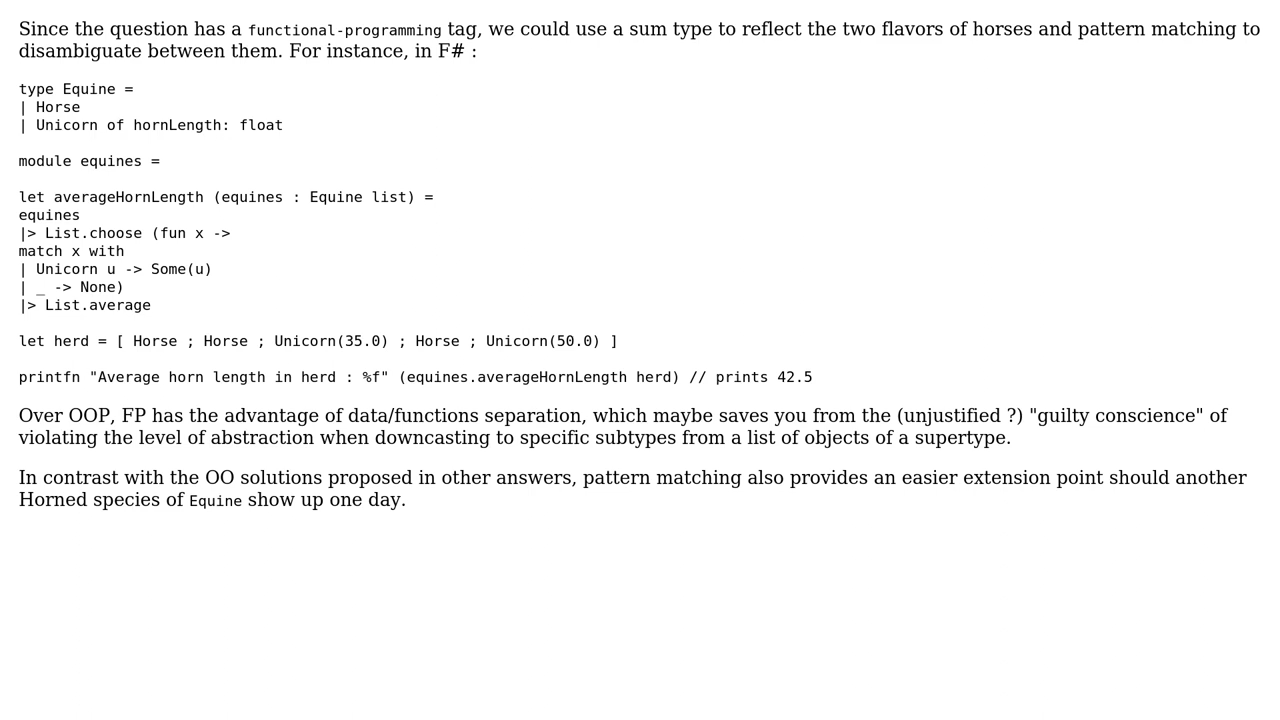 Since the question has a functional-programming tag, we could use a sum type to reflect the two flavors of horses and pattern matching to
disambiguate between them. For instance, in F# :
type Equine =
| Horse
| Unicorn of hornLength: float
module equines =
let averageHornLength (equines : Equine list) =
equines
|> List.choose (fun x ->
match x with
| Unicorn u -> Some(u)
| _ -> None)
|> List.average
let herd = [ Horse ; Horse ; Unicorn(35.0) ; Horse ; Unicorn(50.0) ]
printfn "Average horn length in herd : %f" (equines.averageHornLength herd) // prints 42.5
Over OOP, FP has the advantage of data/functions separation, which maybe saves you from the (unjustified ?) "guilty conscience" of
violating the level of abstraction when downcasting to specific subtypes from a list of objects of a supertype.
In contrast with the OO solutions proposed in other answers, pattern matching also provides an easier extension point should another
Horned species of Equine show up one day.